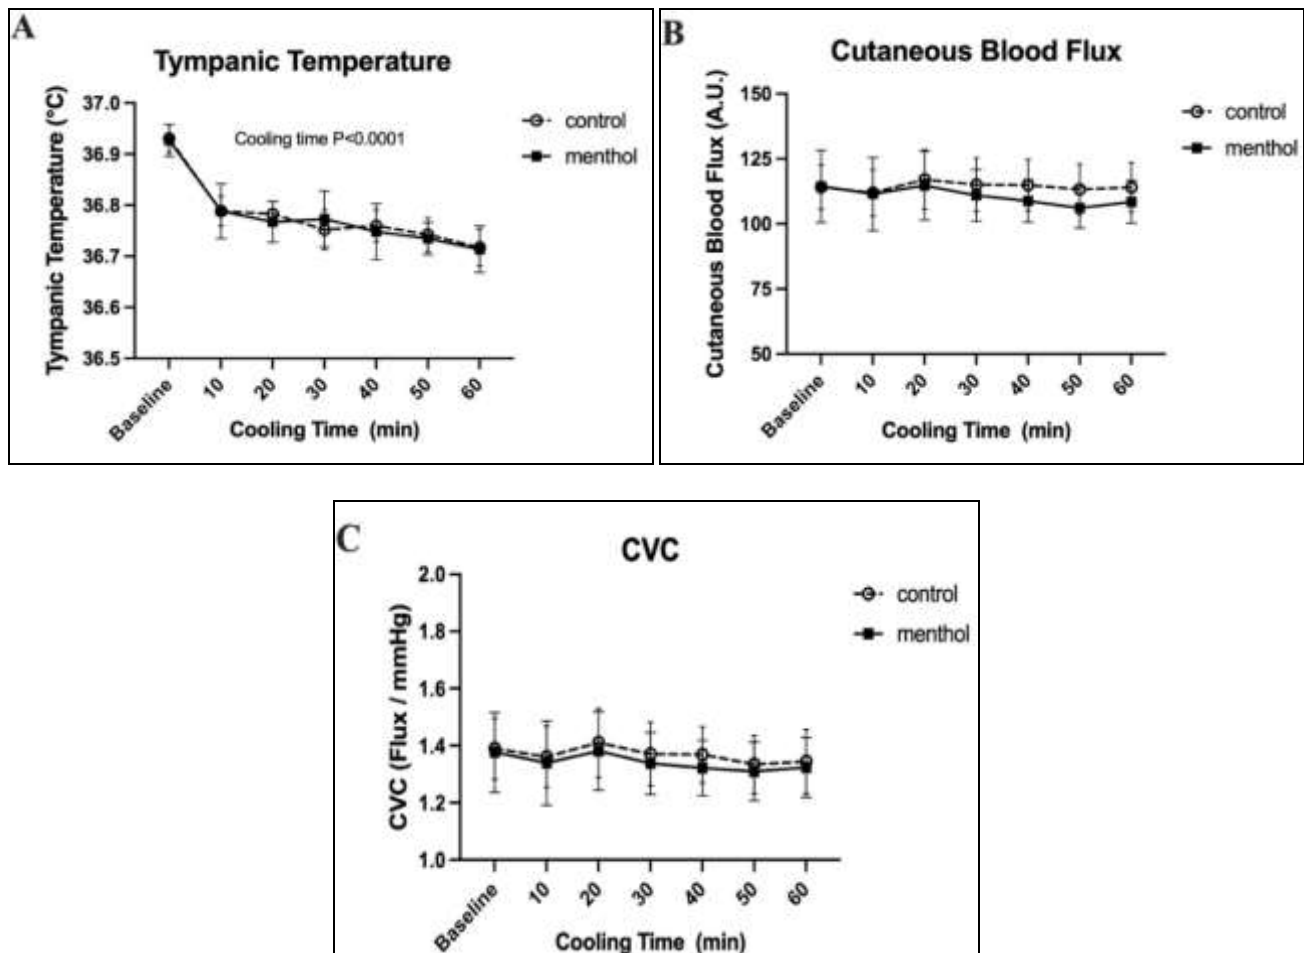 A
Tympanic Temperature
Tympanic Temperature (°C)
37.0
36.9
36.8
36.7
36.6
36.5
Cooling time P<0.0001
control
menthol
Baseline
10
20
30
40
50
60
Cooling Time (min)
B
Cutaneous Blood Flux
Cutaneous Blood Flux (A.U.)
150
125
100
75
50
control
menthol
Baseline
10
20
30
40
50
60
Cooling Time (min)
C
CVC
CVC (Flux / mmHg)
2.0
1.8
1.6
1.4
1.2
1.0
control
menthol
Baseline
10
20
30
40
50
60
Cooling Time (min)